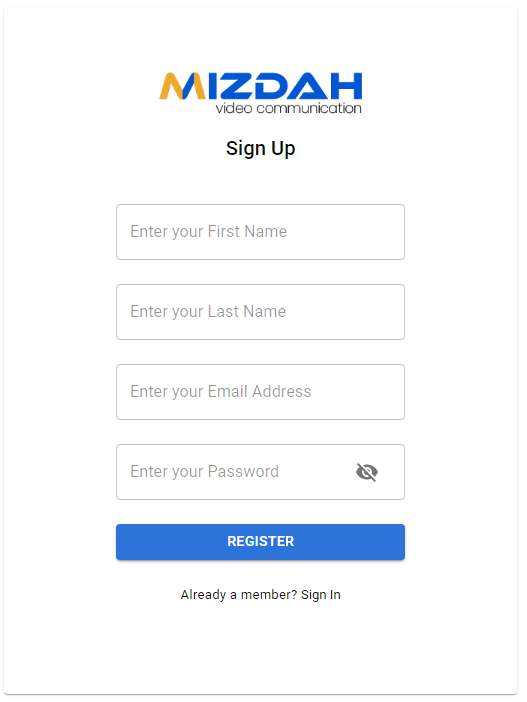 MIZDAH
video communication
Sign Up
Enter your First Name
Enter your Last Name
Enter your Email Address
Enter your Password
REGISTER
Already a member? Sign In